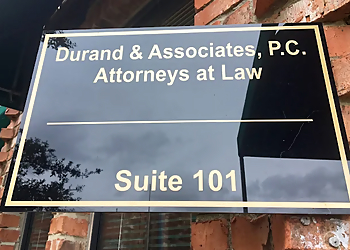 Durand & Associates, P.C.
Attorneys at Law
Suite 101